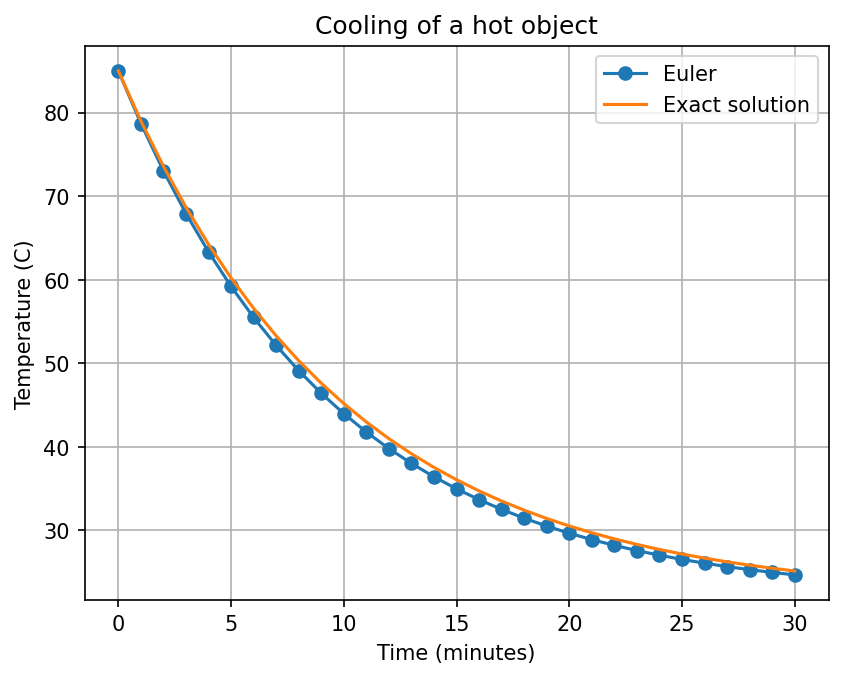 Cooling of a hot object
Euler
Exact solution
Temperature (C)
80
70
60
50
40
30
0 5 10 15 20 25 30
Time (minutes)